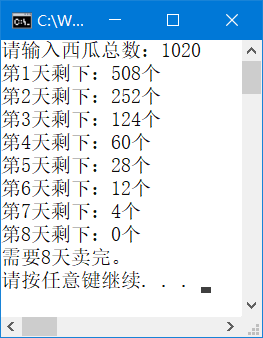 C:\W...
请输入西瓜总数：1020
第1天剩下：508个
第2天剩下：252个
第3天剩下：124个
第4天剩下：60个
第5天剩下：28个
第6天剩下：12个
第7天剩下：4个
第8天剩下：0个
需要8天卖完。
请按任意键继续. . .